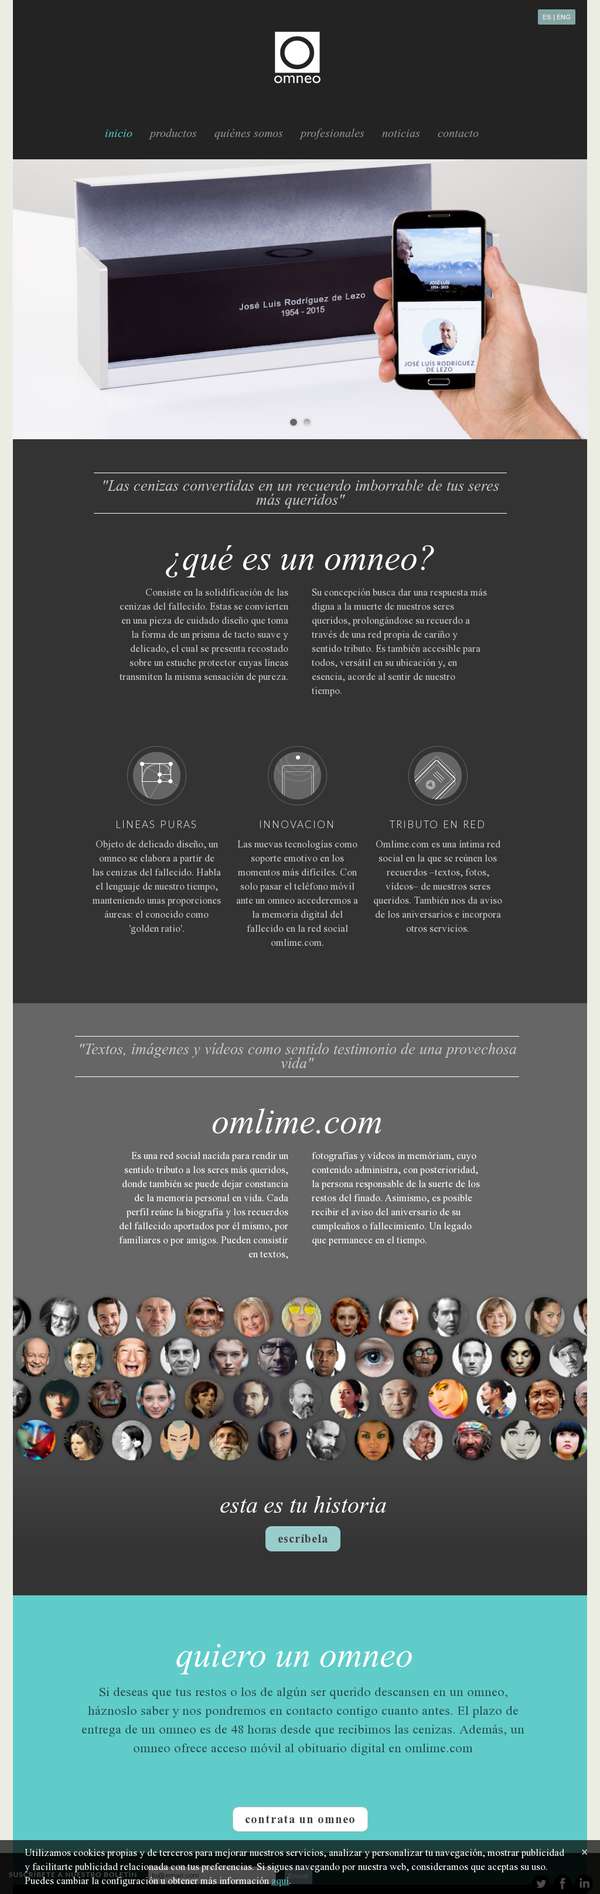 ES | ENG
omneo
inicio productos quiénes somos profesionales noticias contacto
José Luis Rodríguez de Lezo
1954 - 2015
JOSÉ LUIS
1954 - 2015
JOSÉ LUIS RODRÍGUEZ
DE LEZO
"Las cenizas convertidas en un recuerdo imborrable de tus seres
más queridos"
¿qué es un omneo?
Consiste en la solidificación de las
cenizas del fallecido. Estas se convierten
en una pieza de cuidado diseño que toma
la forma de un prisma de tacto suave y
delicado, el cual se presenta recostado
sobre un estuche protector cuyas líneas
transmiten la misma sensación de pureza.
Su concepción busca dar una respuesta más
digna a la muerte de nuestros seres
queridos, prolongándose su recuerdo a
través de una red propia de cariño y
sentido tributo. Es también accesible para
todos, versátil en su ubicación y, en
esencia, acorde al sentir de nuestro
tiempo.
LINEAS PURAS
Objeto de delicado diseño, un
omneo se elabora a partir de
las cenizas del fallecido. Habla
el lenguaje de nuestro tiempo,
manteniendo unas proporciones
áureas: el conocido como
'golden ratio'.
INNOVACION
Las nuevas tecnologías como
soporte emotivo en los
momentos más difíciles. Con
solo pasar el teléfono móvil
ante un omneo accederemos a
la memoria digital del
fallecido en la red social
omlime.com.
TRIBUTO EN RED
Omlime.com es una íntima red
social en la que se reúnen los
recuerdos –textos, fotos,
vídeos– de nuestros seres
queridos. También nos da aviso
de los aniversarios e incorpora
otros servicios.
"Textos, imágenes y vídeos como sentido testimonio de una provechosa
vida"
omlime.com
Es una red social nacida para rendir un
sentido tributo a los seres más queridos,
donde también se puede dejar constancia
de la memoria personal en vida. Cada
perfil reúne la biografía y los recuerdos
del fallecido aportados por él mismo, por
familiares o por amigos. Pueden consistir
en textos,
fotografías y vídeos in memóriam, cuyo
contenido administra, con posterioridad,
la persona responsable de la suerte de los
restos del finado. Asimismo, es posible
recibir el aviso del aniversario de su
cumpleaños o fallecimiento. Un legado
que permanece en el tiempo.
esta es tu historia
escríbela
quiero un omneo
Si deseas que tus restos o los de algún ser querido descansen en un omneo,
háznoslo saber y nos pondremos en contacto contigo cuanto antes. El plazo de
entrega de un omneo es de 48 horas desde que recibimos las cenizas. Además, un
omneo ofrece acceso móvil al obituario digital en omlime.com
contrata un omneo
SUSCRÍBETE A NUESTRO BOLETÍN
Utilizamos cookies propias y de terceros para mejorar nuestros servicios, analizar y personalizar tu navegación, mostrar publicidad
y facilitarte publicidad relacionada con tus preferencias. Si sigues navegando por nuestra web, consideramos que aceptas su uso.
Puedes cambiar la configuración u obtener más información aquí.